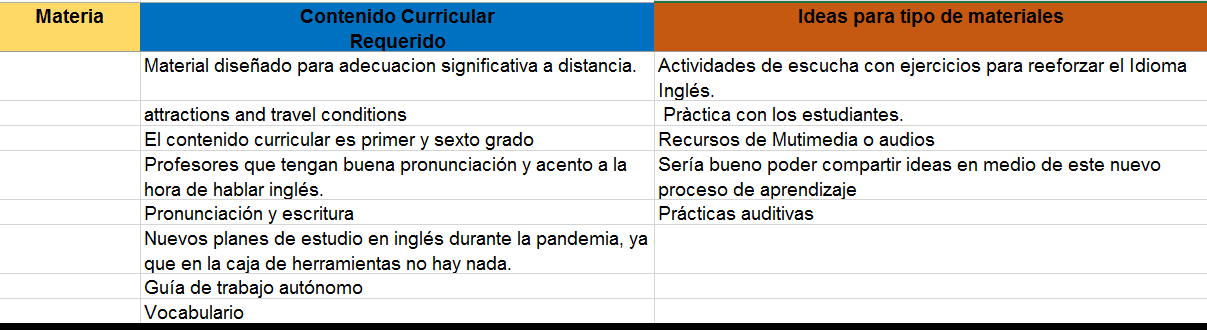 Materia
Contenido Curricular
Requerido
Ideas para tipo de materiales
Material diseñado para adecuacion significativa a distancia.
Actividades de escucha con ejercicios para reeforzar el Idioma
Inglés.
attractions and travel conditions
Pràctica con los estudiantes.
El contenido curricular es primer y sexto grado
Recursos de Mutimedia o audios
Profesores que tengan buena pronunciación y acento a la
hora de hablar inglés.
Sería bueno poder compartir ideas en medio de este nuevo
proceso de aprendizaje
Pronunciación y escritura
Prácticas auditivas
Nuevos planes de estudio en inglés durante la pandemia, ya
que en la caja de herramientas no hay nada.
Guía de trabajo autónomo
Vocabulario